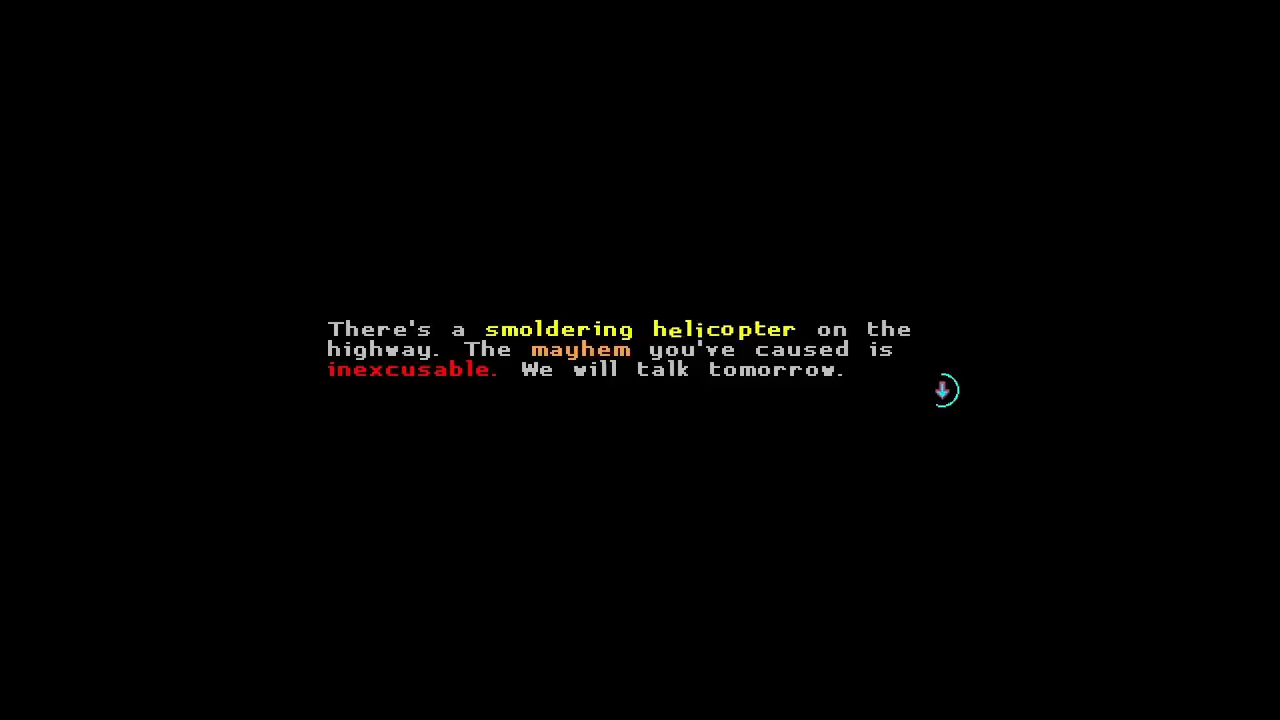 There's a smoldering helicopter on the
highway. The mayhem you've caused is
inexcusable. We will talk tomorrow.